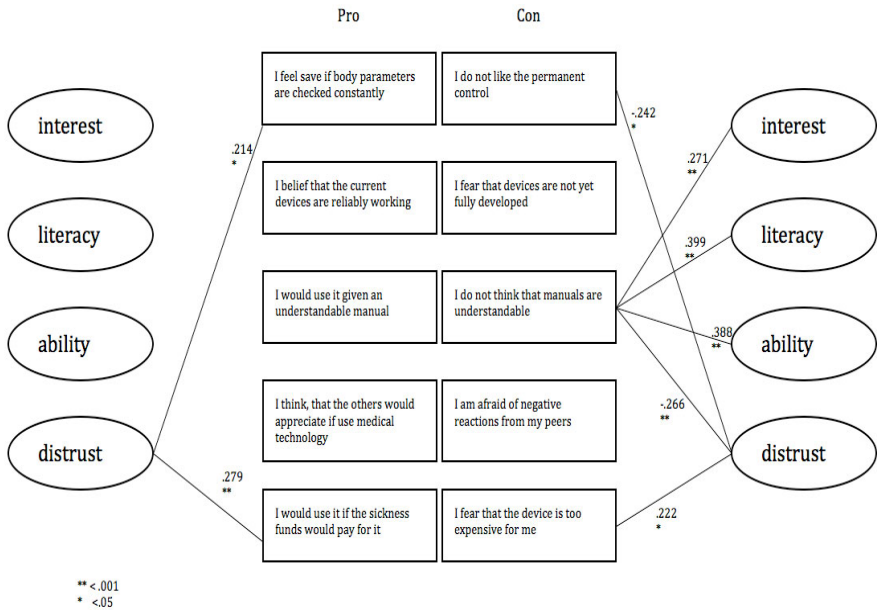 Pro
Con
I feel save if body parameters
are checked constantly
I do not like the permanent
control
interest
interest
-.242
*
.214
*
.271
**
I belief that the current
devices are reliably working
I fear that devices are not yet
fully developed
literacy
literacy
.399
**
I would use it given an
understandable manual
I do not think that manuals are
understandable
ability
ability
.388
**
I think, that the others would
appreciate if use medical
technology
I am afraid of negative
reactions from my peers
-.266
**
distrust
distrust
.279
**
I would use it if the sickness
funds would pay for it
I fear that the device is too
expensive for me
.222
*
** < .001
* <.05